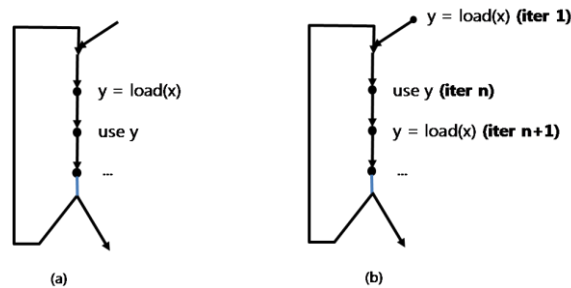 y = load(x)
use y
...
(a)
y = load(x) (iter 1)
use y (iter n)
y = load(x) (iter n+1)
...
(b)